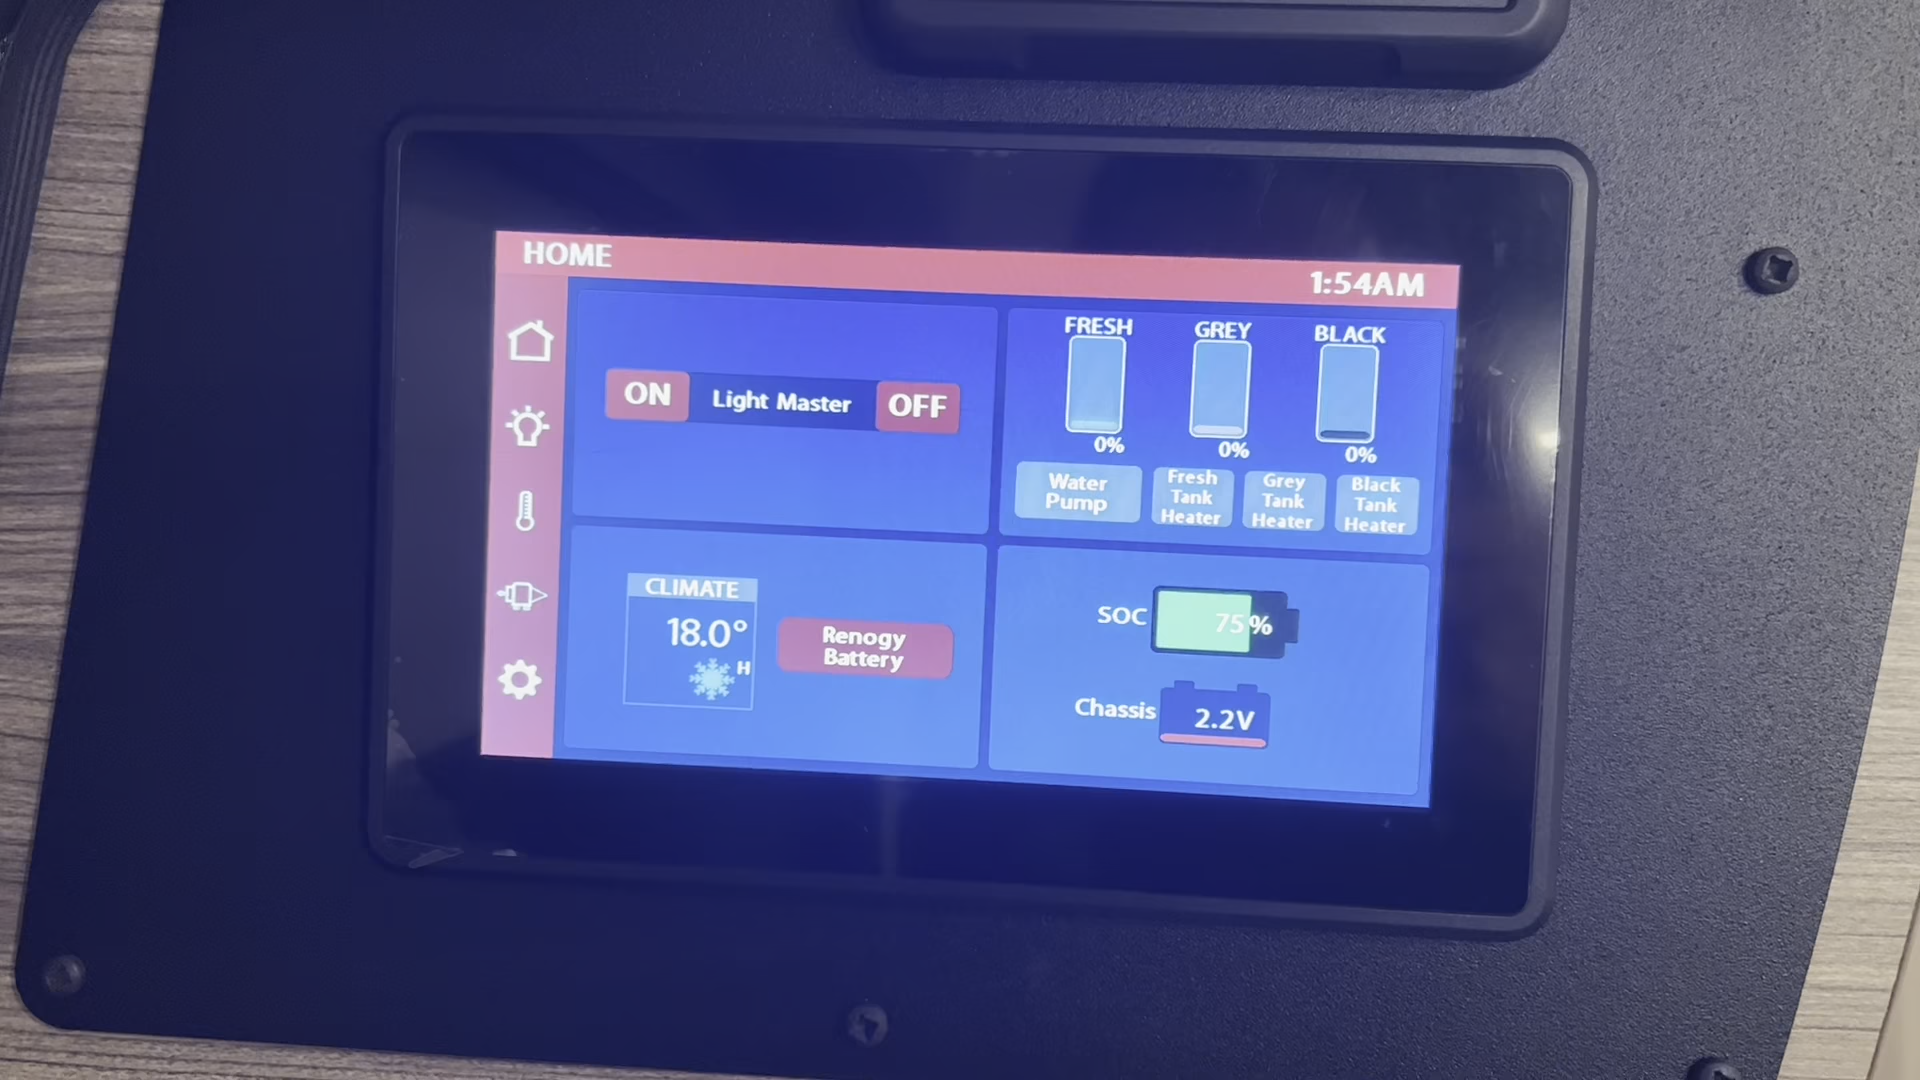 HOME
1:54AM
ON
Light Master
OFF
FRESH
GREY
BLACK
0%
0%
0%
Water
Pump
Fresh
Tank
Heater
Grey
Tank
Heater
Black
Tank
Heater
CLIMATE
18.0°
H
Renogy
Battery
SOC
75%
Chassis
2.2V